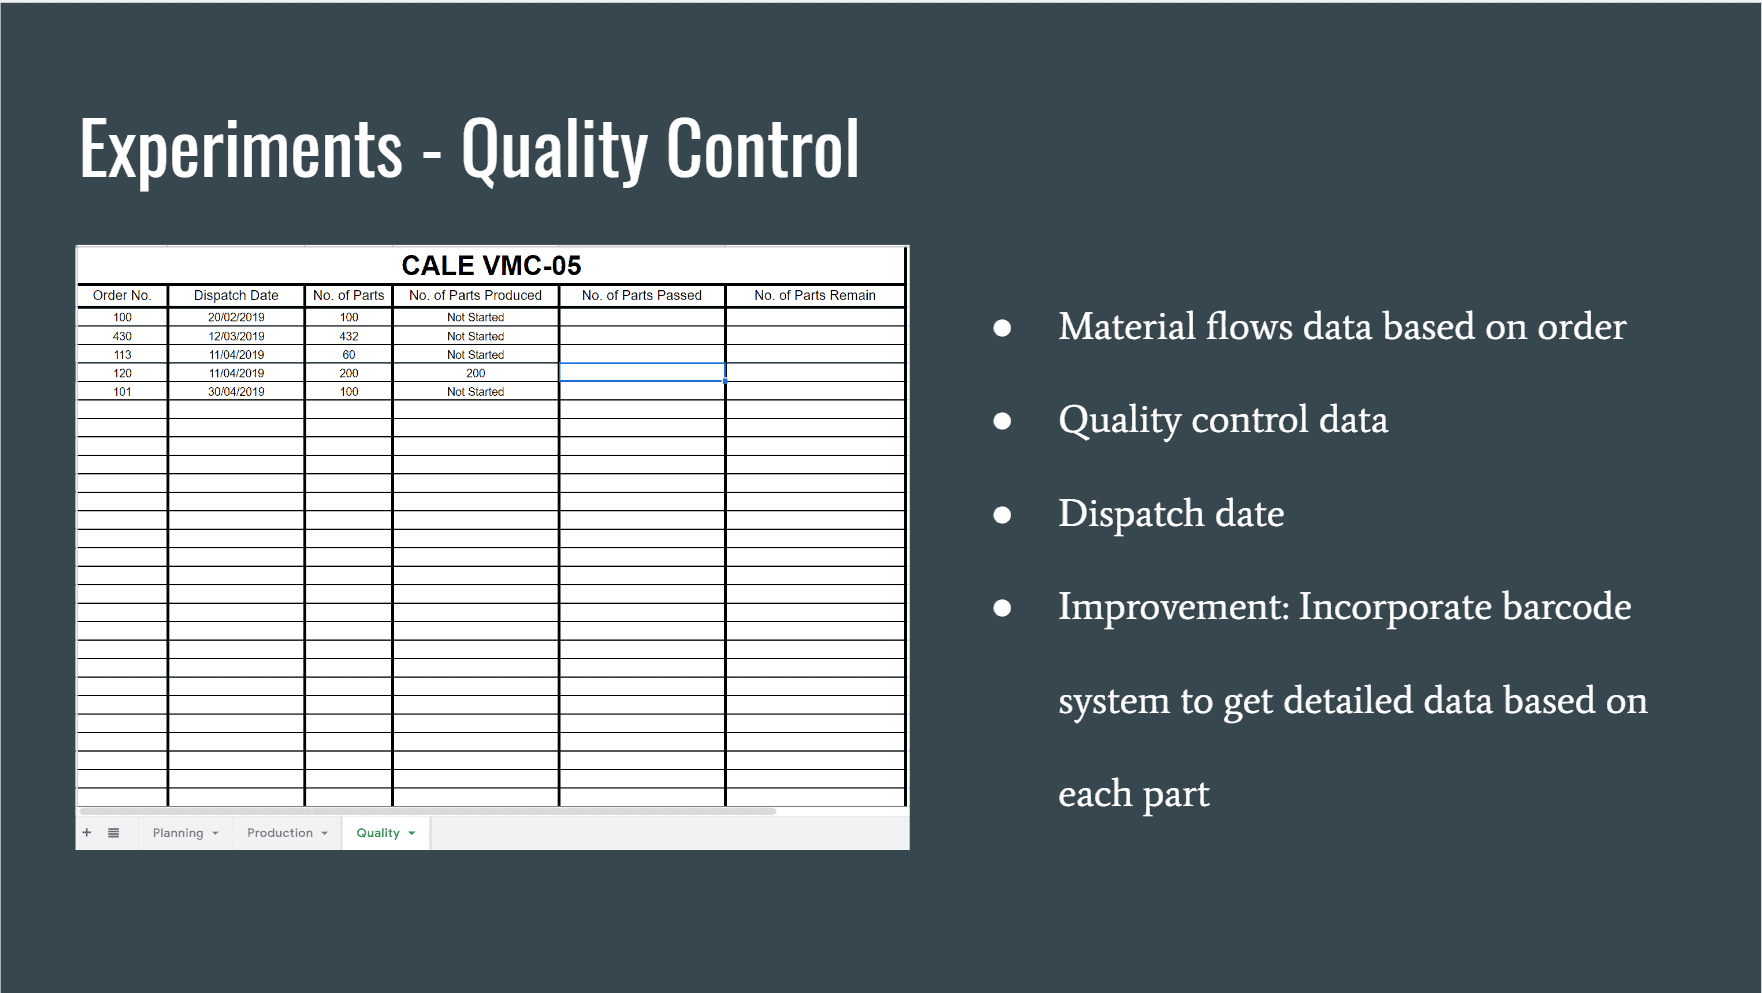 Experiments - Quality Control
CALE VMC-05
Order No. Dispatch Date No. of Parts No. of Parts Produced No. of Parts Passed No. of Parts Remain
100 20/02/2019 100 Not Started
430 12/03/2019 432 Not Started
113 11/04/2019 60 Not Started
120 11/04/2019 200 200
101 30/04/2019 100 Not Started
+ Planning Production Quality
● Material flows data based on order
● Quality control data
● Dispatch date
● Improvement: Incorporate barcode
system to get detailed data based on
each part